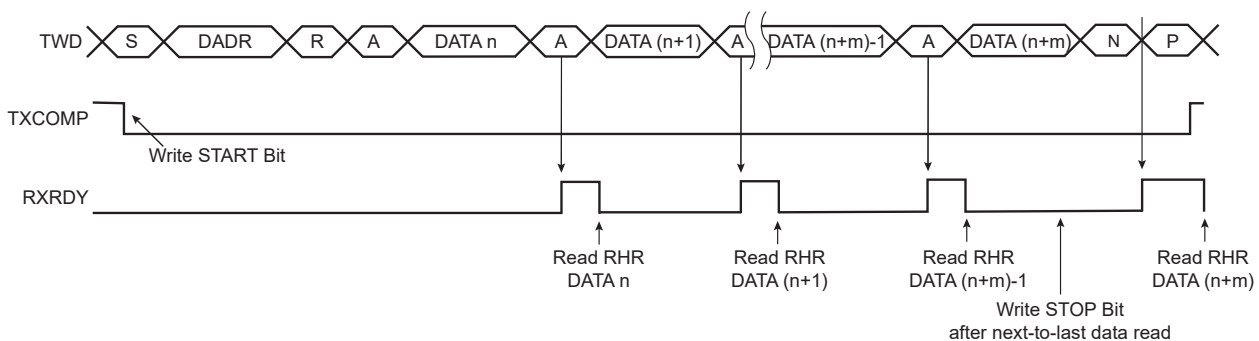 TWD S DADR R A DATA n A DATA (n+1) A DATA (n+m)-1 A DATA (n+m) N P
TXCOMP
Write START Bit
RXRDY
Read RHR
DATA n
Read RHR
DATA (n+1)
Read RHR
DATA (n+m)-1
Read RHR
DATA (n+m)
Write STOP Bit
after next-to-last data read